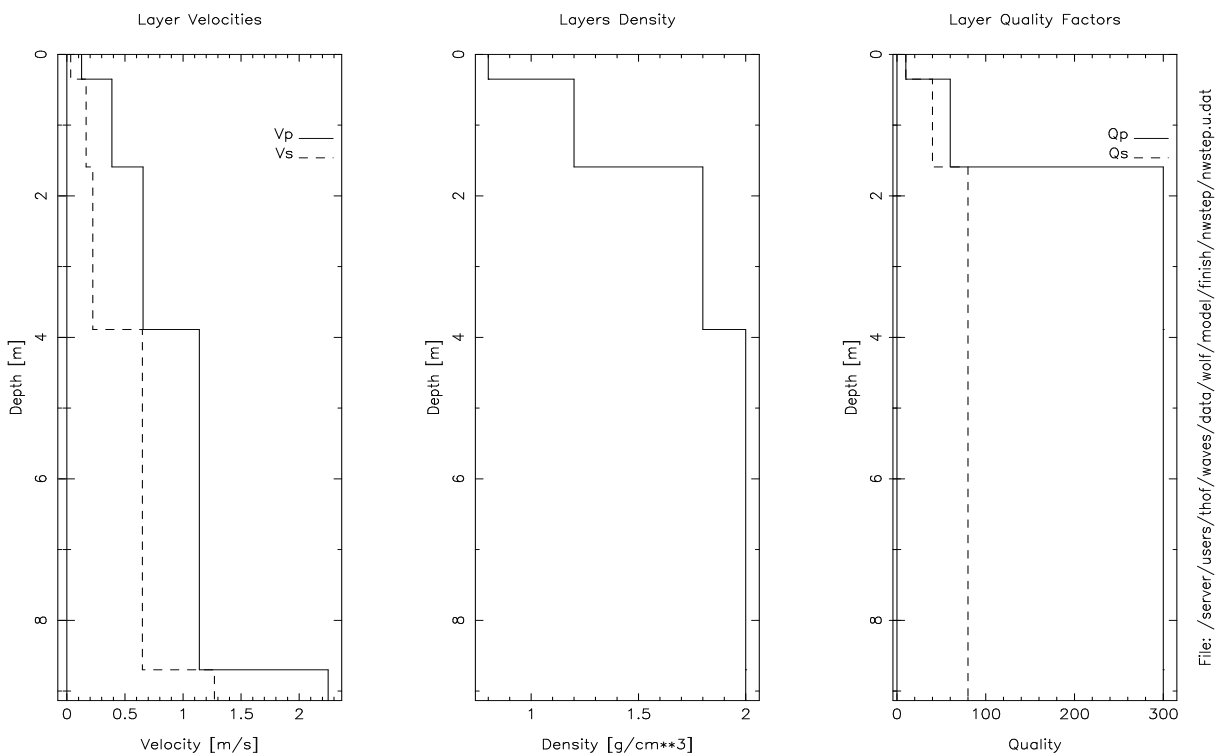 Layer Velocities
0
2
4
6
8
Depth [m]
Vp
Vs
0 0.5 1 1.5 2
Velocity [m/s]
Layers Density
0
2
4
6
8
Depth [m]
1 2
Density [g/cm**3]
Layer Quality Factors
0
2
4
6
8
Depth [m]
Qp
Qs
0 100 200 300
Quality
File: /server/users/thof/waves/data/wolf/model/finish/nwstep/nwstep.u.dat